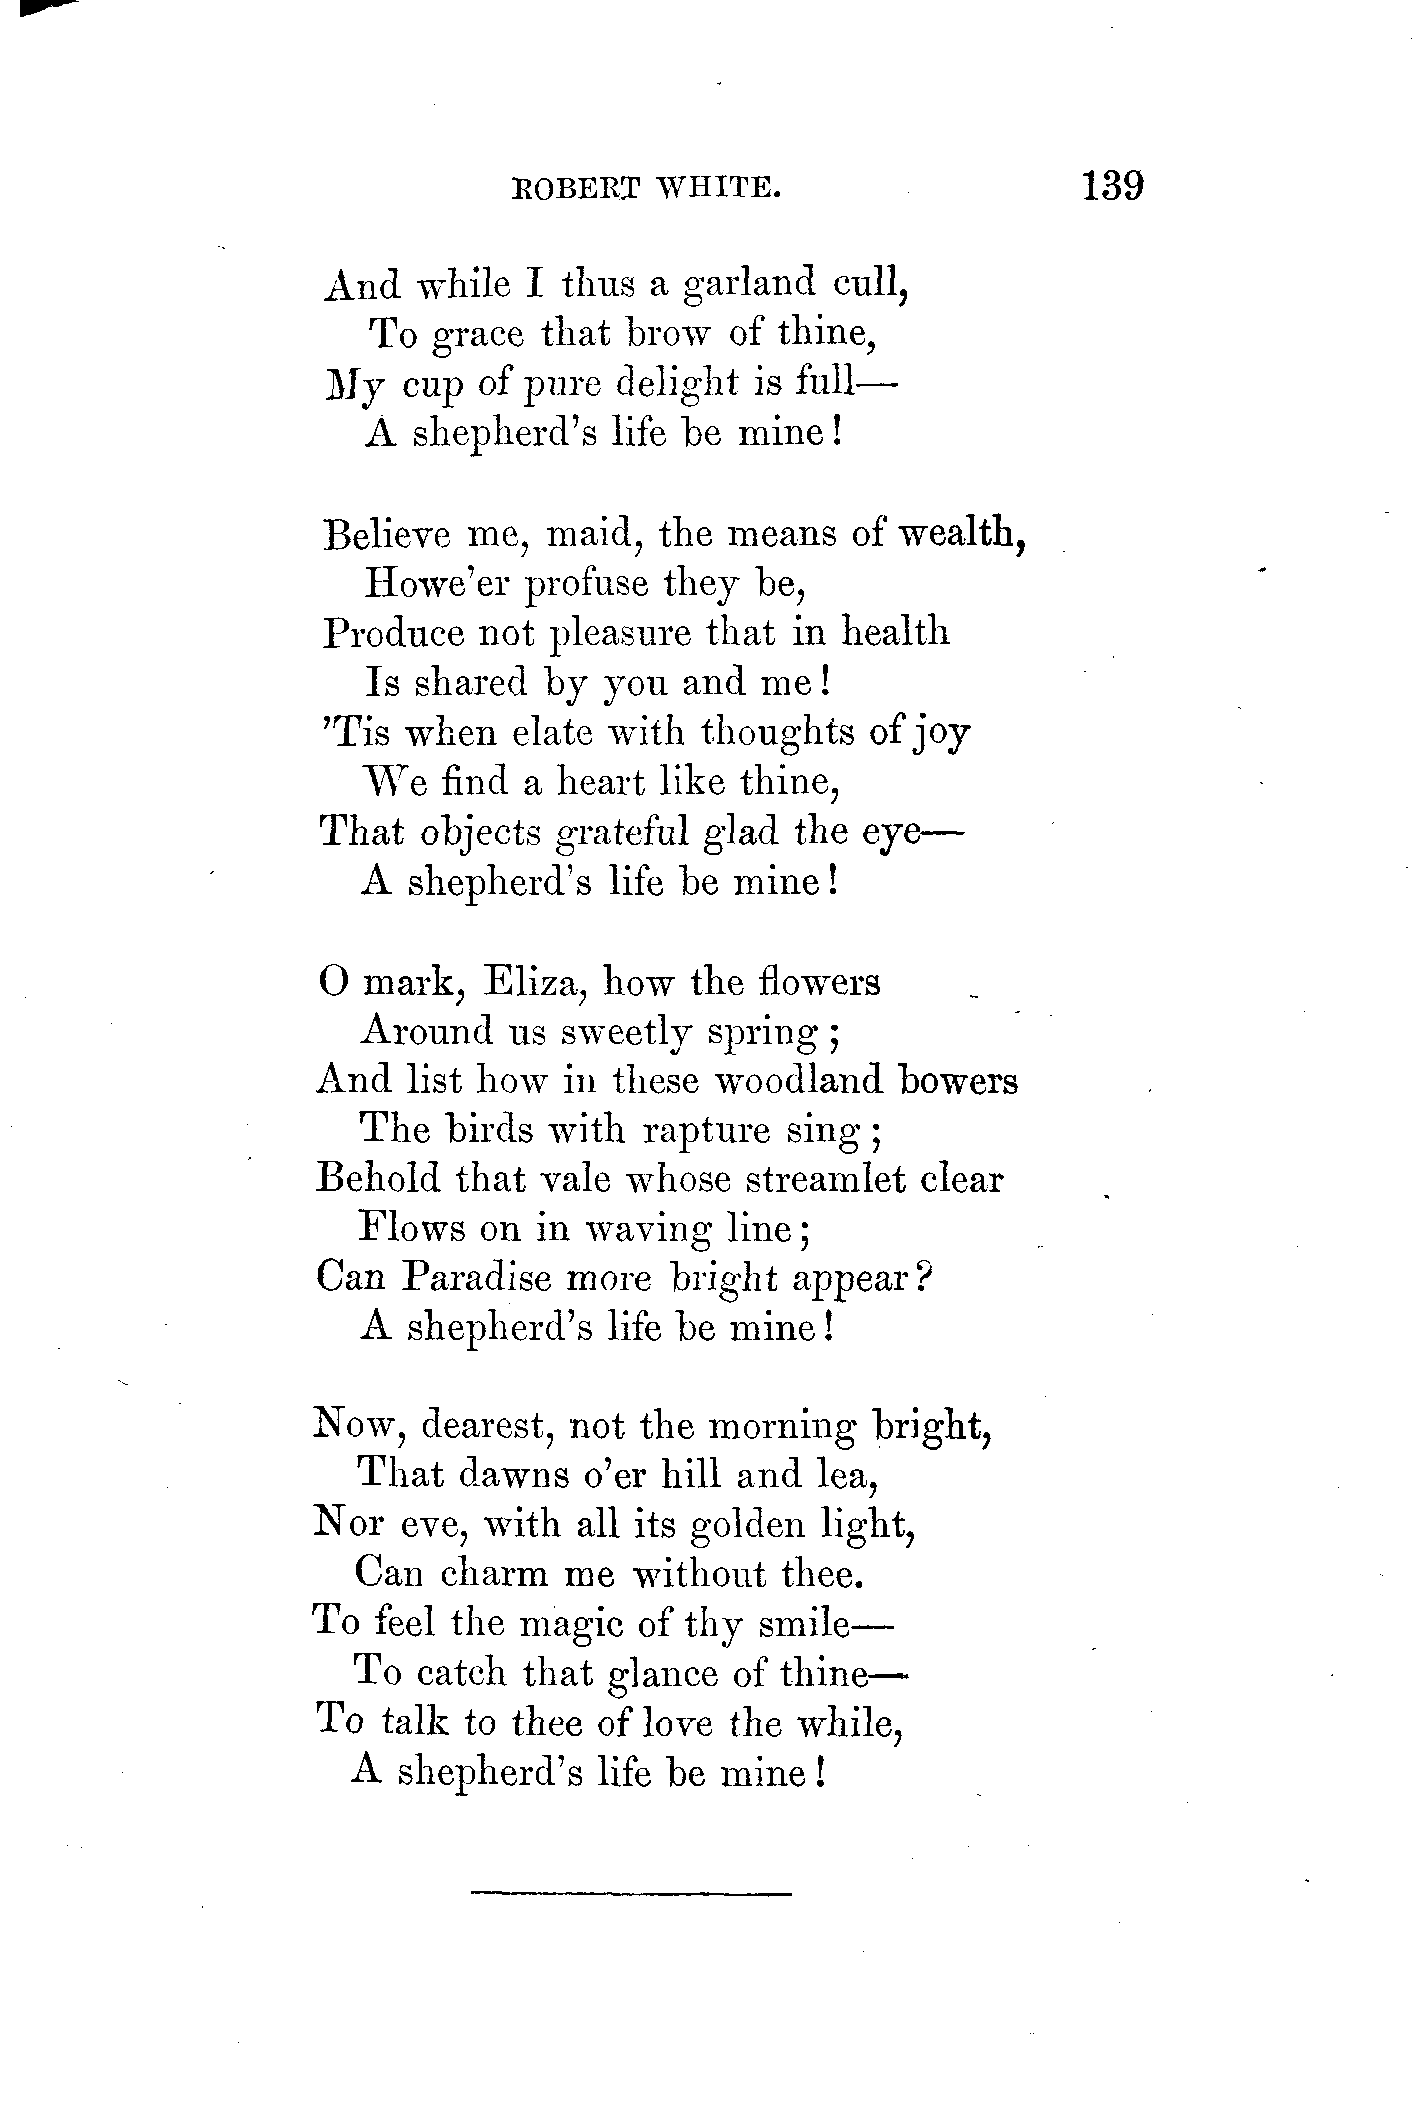 ROBERT WHITE. 139
And while I thus a garland cull,
To grace that brow of thine,
My cup of pure delight is full—
A shepherd's life be mine!
Believe me, maid, the means of wealth,
Howe'er profuse they be,
Produce not pleasure that in health
Is shared by you and me!
'Tis when elate with thoughts of joy
We find a heart like thine,
That objects grateful glad the eye—
A shepherd's life be mine!
O mark, Eliza, how the flowers
Around us sweetly spring;
And list how in these woodland bowers
The birds with rapture sing;
Behold that vale whose streamlet clear
Flows on in waving line;
Can Paradise more bright appear?
A shepherd's life be mine!
Now, dearest, not the morning bright,
That dawns o'er hill and lea,
Nor eve, with all its golden light,
Can charm me without thee.
To feel the magic of thy smile—
To catch that glance of thine—
To talk to thee of love the while,
A shepherd's life be mine!